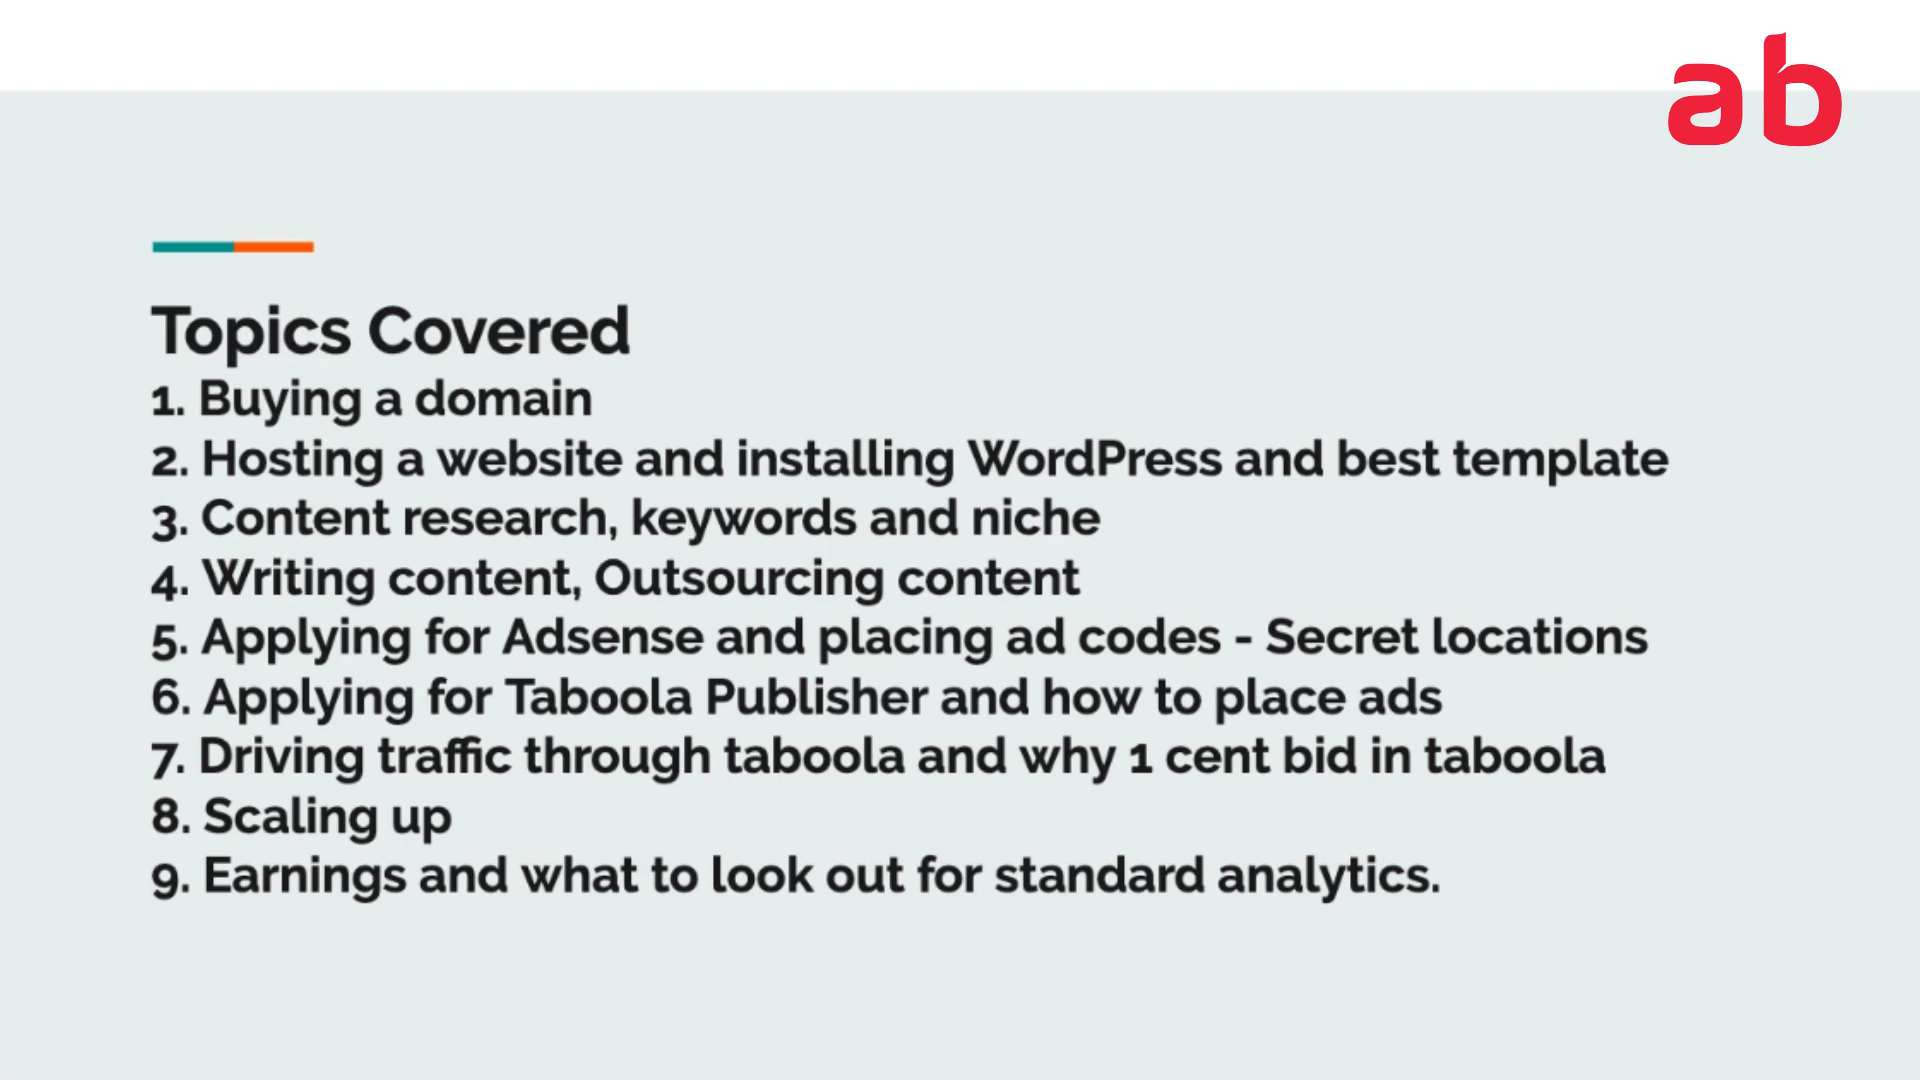 ab
Topics Covered
1. Buying a domain
2. Hosting a website and installing WordPress and best template
3. Content research, keywords and niche
4. Writing content, Outsourcing content
5. Applying for Adsense and placing ad codes - Secret locations
6. Applying for Taboola Publisher and how to place ads
7. Driving traffic through taboola and why 1 cent bid in taboola
8. Scaling up
9. Earnings and what to look out for standard analytics.